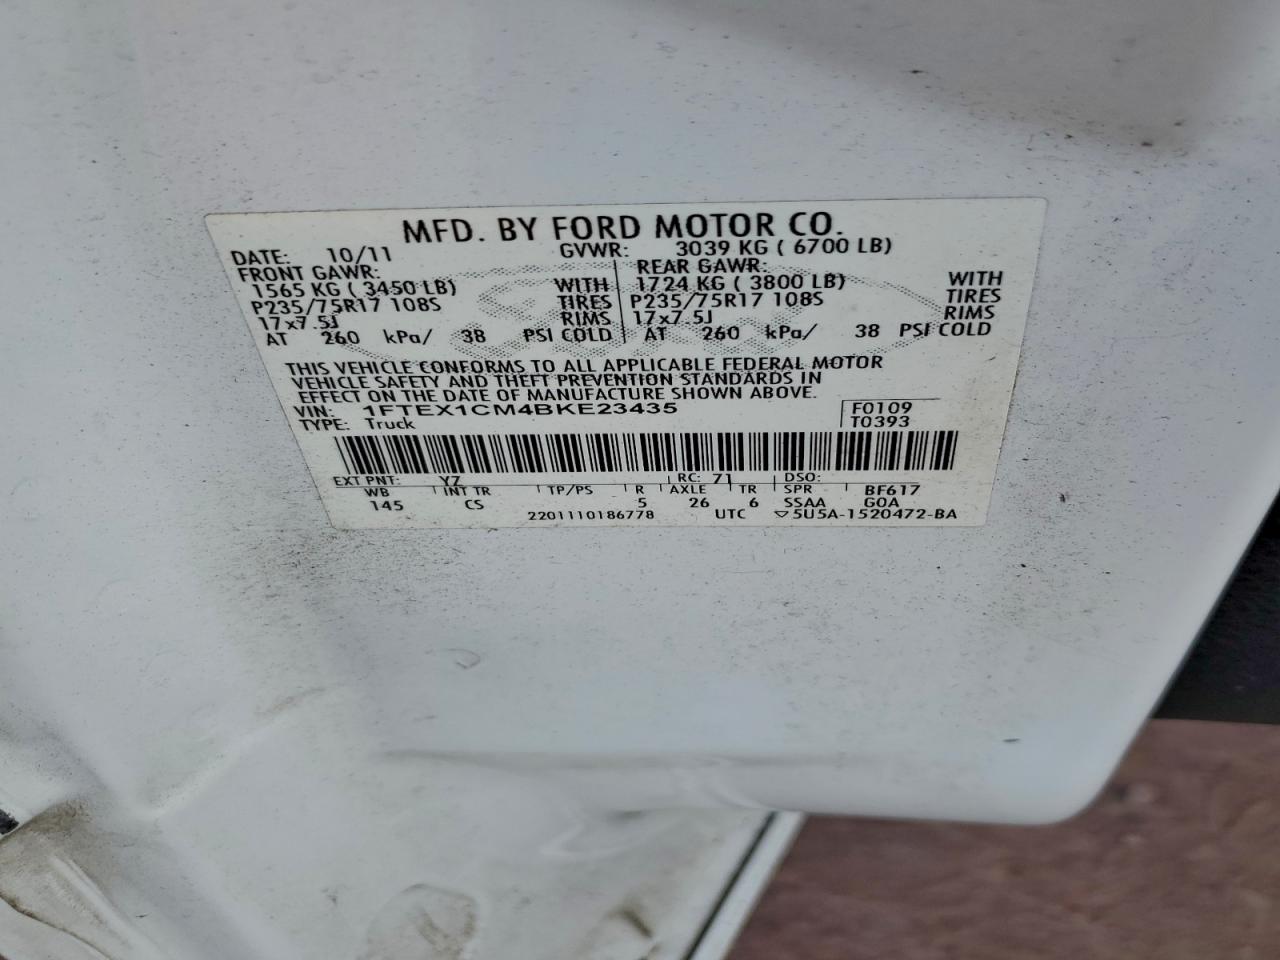 MFD. BY FORD MOTOR CO.
DATE: 10/11 GVWR: 3039 KG ( 6700 LB)
FRONT GAWR: REAR GAWR:
1565 KG ( 3450 LB) WITH 1724 KG ( 3800 LB) WITH
P235/75R17 108S TIRES P235/75R17 108S TIRES
17x7.5J RIMS 17x7.5J RIMS
AT 260 kPa/ 38 PSI COLD AT 260 kPa/ 38 PSI COLD
THIS VEHICLE CONFORMS TO ALL APPLICABLE FEDERAL MOTOR
VEHICLE SAFETY AND THEFT PREVENTION STANDARDS IN
EFFECT ON THE DATE OF MANUFACTURE SHOWN ABOVE.
VIN: 1FTEX1CM4BKE23435 F0109
TYPE: Truck T0393
EXT PNT: YZ RC: 71 DSO:
WB INT TR TP/PS R AXLE TR SPR BF617
145 CS 5 26 6 SSAA GOA
2201110186778 UTC ▽5U5A-1520472-BA